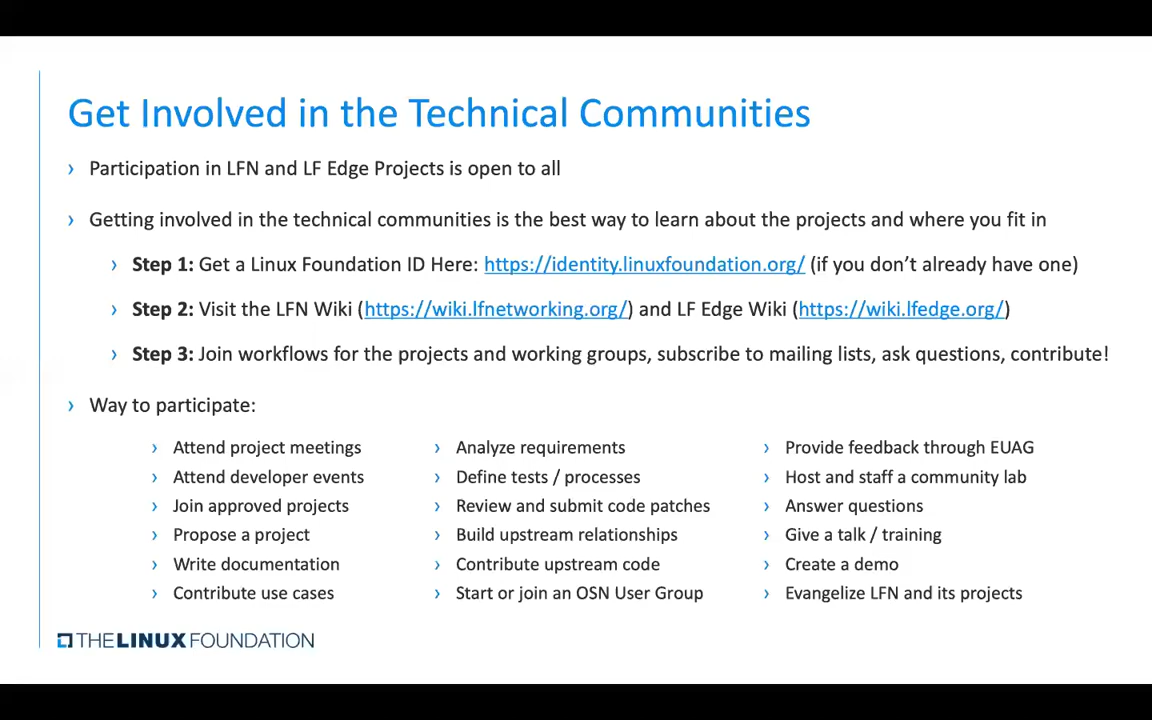 Get Involved in the Technical Communities
› Participation in LFN and LF Edge Projects is open to all
› Getting involved in the technical communities is the best way to learn about the projects and where you fit in
› Step 1: Get a Linux Foundation ID Here: https://identity.linuxfoundation.org/ (if you don’t already have one)
› Step 2: Visit the LFN Wiki (https://wiki.lfnetworking.org/) and LF Edge Wiki (https://wiki.lfedge.org/)
› Step 3: Join workflows for the projects and working groups, subscribe to mailing lists, ask questions, contribute!
› Way to participate:
› Attend project meetings
› Attend developer events
› Join approved projects
› Propose a project
› Write documentation
› Contribute use cases
› Analyze requirements
› Define tests / processes
› Review and submit code patches
› Build upstream relationships
› Contribute upstream code
› Start or join an OSN User Group
› Provide feedback through EUAG
› Host and staff a community lab
› Answer questions
› Give a talk / training
› Create a demo
› Evangelize LFN and its projects
THE LINUX FOUNDATION